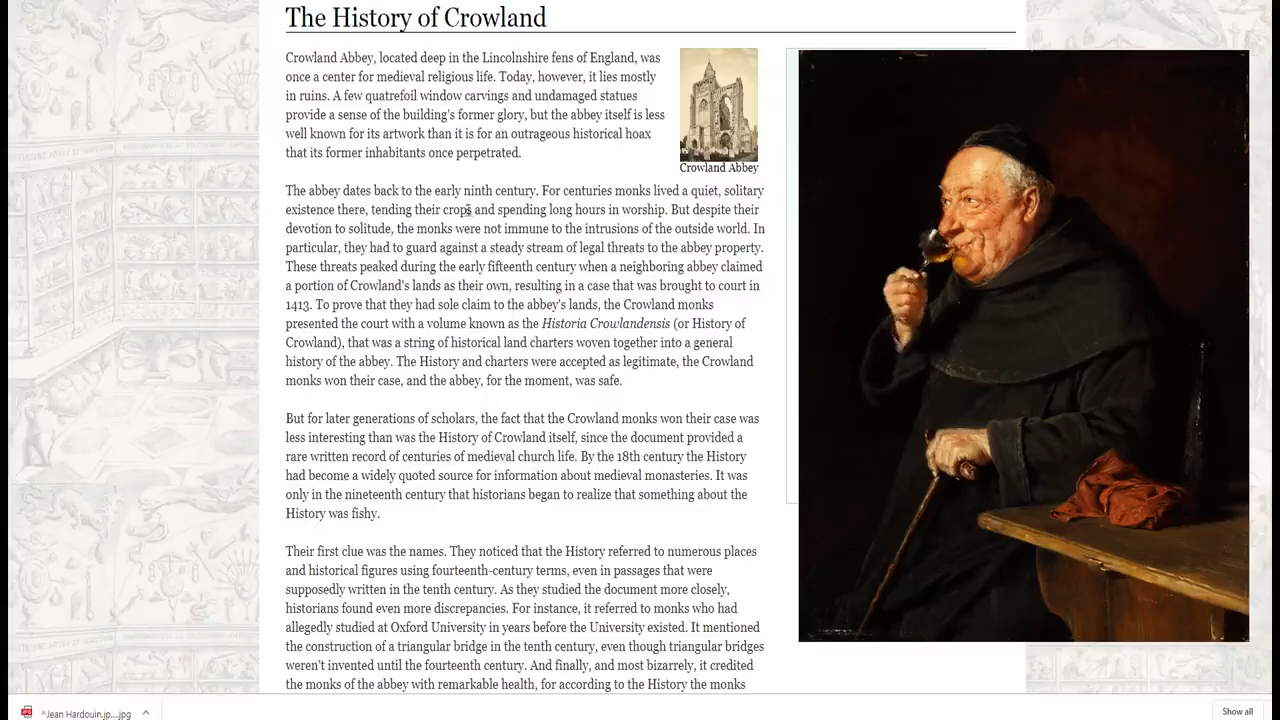 The History of Crowland
Crowland Abbey, located deep in the Lincolnshire fens of England, was
once a center for medieval religious life. Today, however, it lies mostly
in ruins. A few quatrefoil window carvings and undamaged statues
provide a sense of the building's former glory, but the abbey itself is less
well known for its artwork than it is for an outrageous historical hoax
that its former inhabitants once perpetrated.
Crowland Abbey
The abbey dates back to the early ninth century. For centuries monks lived a quiet, solitary
existence there, tending their crops and spending long hours in worship. But despite their
devotion to solitude, the monks were not immune to the intrusions of the outside world. In
particular, they had to guard against a steady stream of legal threats to the abbey property.
These threats peaked during the early fifteenth century when a neighboring abbey claimed
a portion of Crowland's lands as their own, resulting in a case that was brought to court in
1413. To prove that they had sole claim to the abbey's lands, the Crowland monks
presented the court with a volume known as the Historia Crowlandensis (or History of
Crowland), that was a string of historical land charters woven together into a general
history of the abbey. The History and charters were accepted as legitimate, the Crowland
monks won their case, and the abbey, for the moment, was safe.
But for later generations of scholars, the fact that the Crowland monks won their case was
less interesting than was the History of Crowland itself, since the document provided a
rare written record of centuries of medieval church life. By the 18th century the History
had become a widely quoted source for information about medieval monasteries. It was
only in the nineteenth century that historians began to realize that something about the
History was fishy.
Their first clue was the names. They noticed that the History referred to numerous places
and historical figures using fourteenth-century terms, even in passages that were
supposedly written in the tenth century. As they studied the document more closely,
historians found even more discrepancies. For instance, it referred to monks who had
allegedly studied at Oxford University in years before the University existed. It mentioned
the construction of a triangular bridge in the tenth century, even though triangular bridges
weren't invented until the fourteenth century. And finally, and most bizarrely, it credited
the monks of the abbey with remarkable health, for according to the History the monks
^Jean Hardouin.jp....jpg
Show all